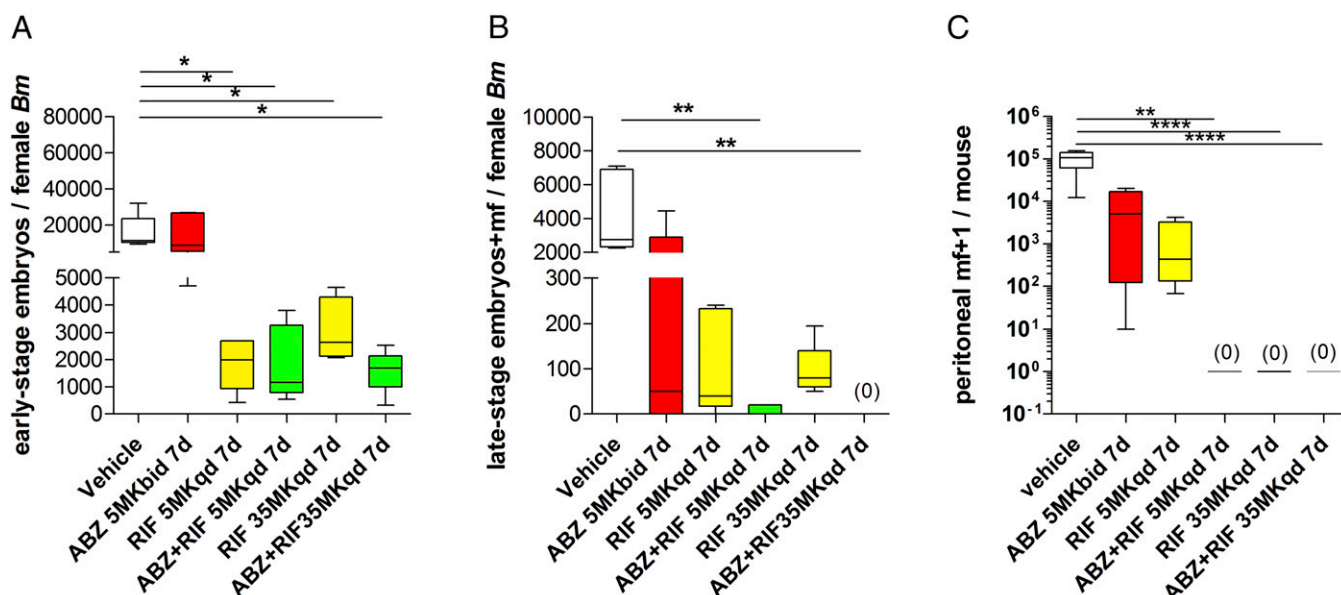 A
early-stage embryos / female Bm
*
*
*
*
80000
60000
40000
20000
5000
4000
3000
2000
1000
0
Vehicle
ABZ 5MKbid 7d
RIF 5MKqd 7d
ABZ+RIF 5MKqd 7d
RIF 35MKqd 7d
ABZ+RIF35MKqd 7d
B
late-stage embryos+mf / female Bm
**
**
10000
8000
6000
4000
2000
300
200
100
0
(0)
Vehicle
ABZ 5MKbid 7d
RIF 5MKqd 7d
ABZ+RIF 5MKqd 7d
RIF 35MKqd 7d
ABZ+RIF35MKqd 7d
C
peritoneal mf+1 / mouse
**
****
****
10⁶
10⁵
10⁴
10³
10²
10¹
10⁰
10⁻¹
(0) (0) (0)
vehicle
ABZ 5MKbid 7d
RIF 5MKqd 7d
ABZ+RIF 5MKqd 7d
RIF 35MKqd 7d
ABZ+RIF 35MKqd 7d